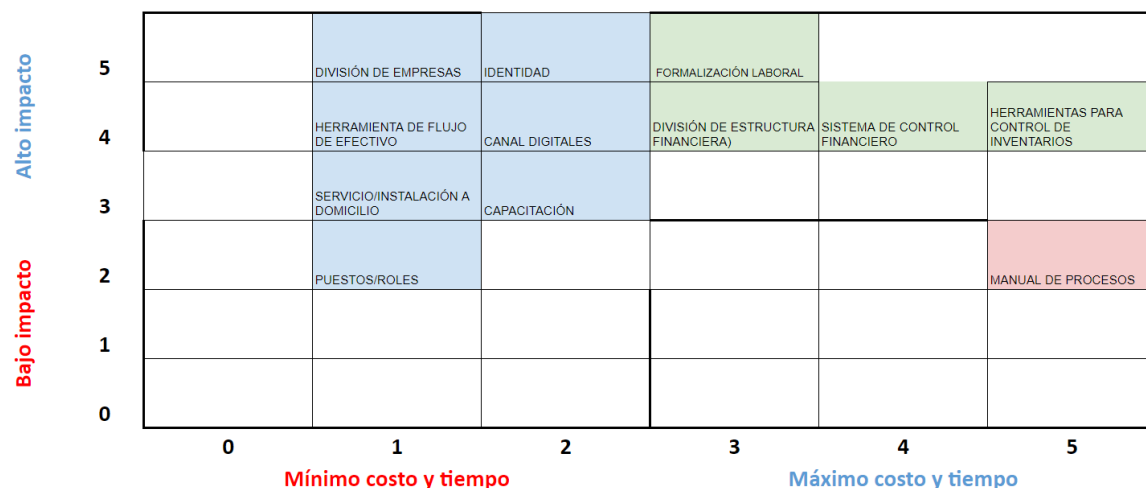 Alto impacto
Bajo impacto
5
DIVISIÓN DE EMPRESAS
IDENTIDAD
FORMALIZACIÓN LABORAL
4
HERRAMIENTA DE FLUJO
DE EFECTIVO
CANAL DIGITALES
DIVISIÓN DE ESTRUCTURA
FINANCIERA)
SISTEMA DE CONTROL
FINANCIERO
HERRAMIENTAS PARA
CONTROL DE
INVENTARIOS
3
SERVICIO/INSTALACIÓN A
DOMICILIO
CAPACITACIÓN
2
PUESTOS/ROLES
MANUAL DE PROCESOS
1
0
0 1 2 3 4 5
Mínimo costo y tiempo
Máximo costo y tiempo